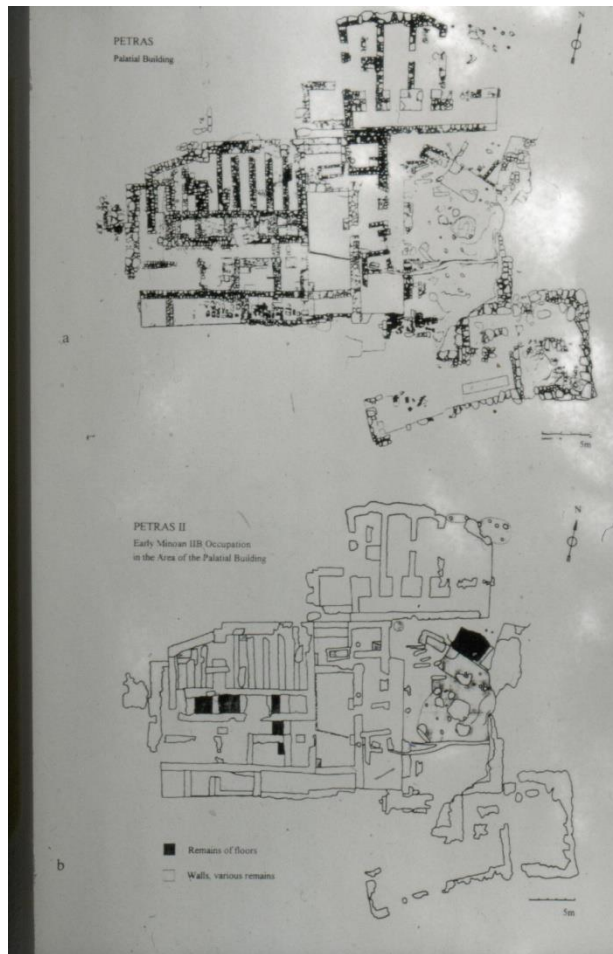 PETRAS
Palatial Building
N
a
5m
PETRAS II
Early Minoan IIB Occupation
in the Area of the Palatial Building
N
Remains of floors
Walls, various remains
b
5m